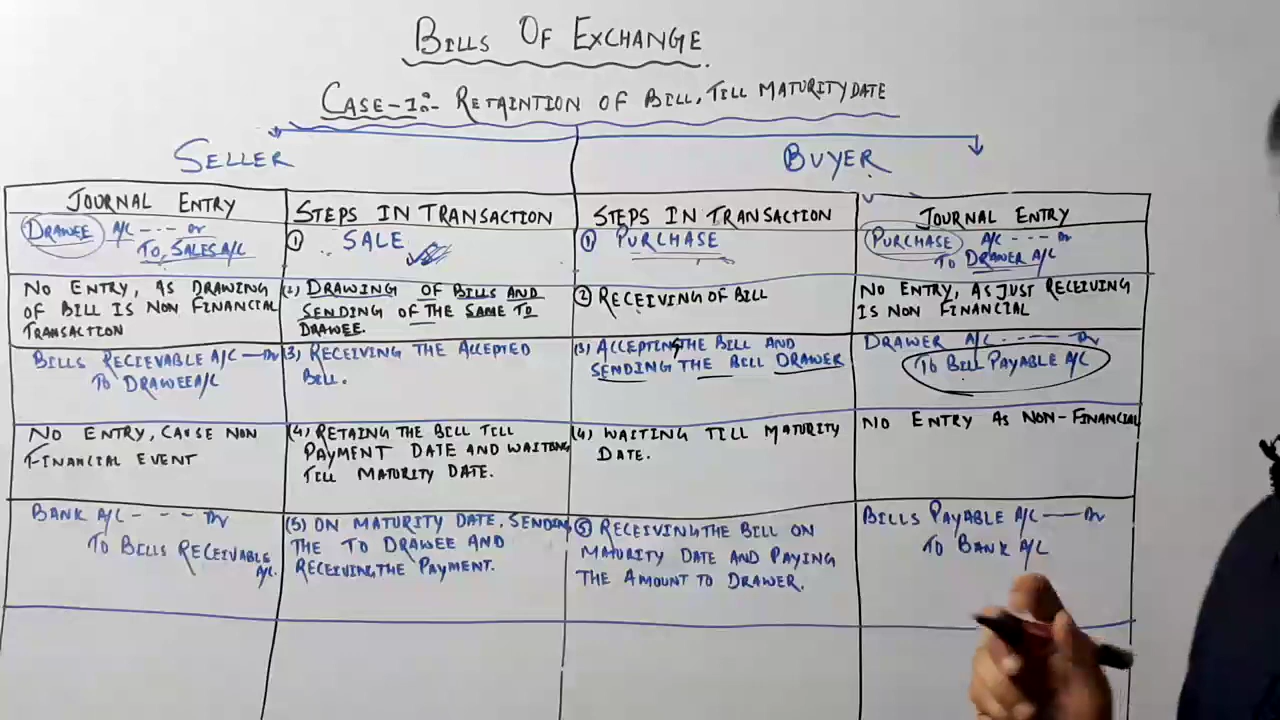 BILLS OF EXCHANGE
CASE-1:- RETAINTION OF BILL, TILL MATURITY DATE
SELLER
BUYER
JOURNAL ENTRY
STEPS IN TRANSACTION
STEPS IN TRANSACTION
JOURNAL ENTRY
DRAWEE A/C --- Dr
TO, SALES A/C
① SALE
① PURCHASE
PURCHASE A/C --- Dr
TO DRAWER A/C
NO ENTRY, AS DRAWING
OF BILL IS NON FINANCIAL
TRANSACTION
(2) DRAWING OF BILLS AND
SENDING OF THE SAME TO
DRAWEE.
② RECEIVING OF BILL
NO ENTRY, AS JUST RECEIVING
IS NON FINANCIAL
BILLS RECIEVABLE A/C — Dr
TO DRAWEE A/C
(3) RECEIVING THE ACCEPTED
BILL.
(3) ACCEPTING THE BILL AND
SENDING THE BILL DRAWER
DRAWER A/C ---- Dr
TO BILL PAYABLE A/C
NO ENTRY, CAUSE NON
FINANCIAL EVENT
(4) RETAING THE BILL TILL
PAYMENT DATE AND WAITING
TILL MATURITY DATE.
(4) WAITING TILL MATURITY
DATE.
NO ENTRY AS NON-FINANCIAL
BANK A/C - - - Dr
TO BILLS RECEIVABLE
A/C.
(5) ON MATURITY DATE, SENDING
THE TO DRAWEE AND
RECEIVING THE PAYMENT.
⑤ RECEIVING THE BILL ON
MATURITY DATE AND PAYING
THE AMOUNT TO DRAWER.
BILLS PAYABLE A/C — Dr
TO BANK A/C